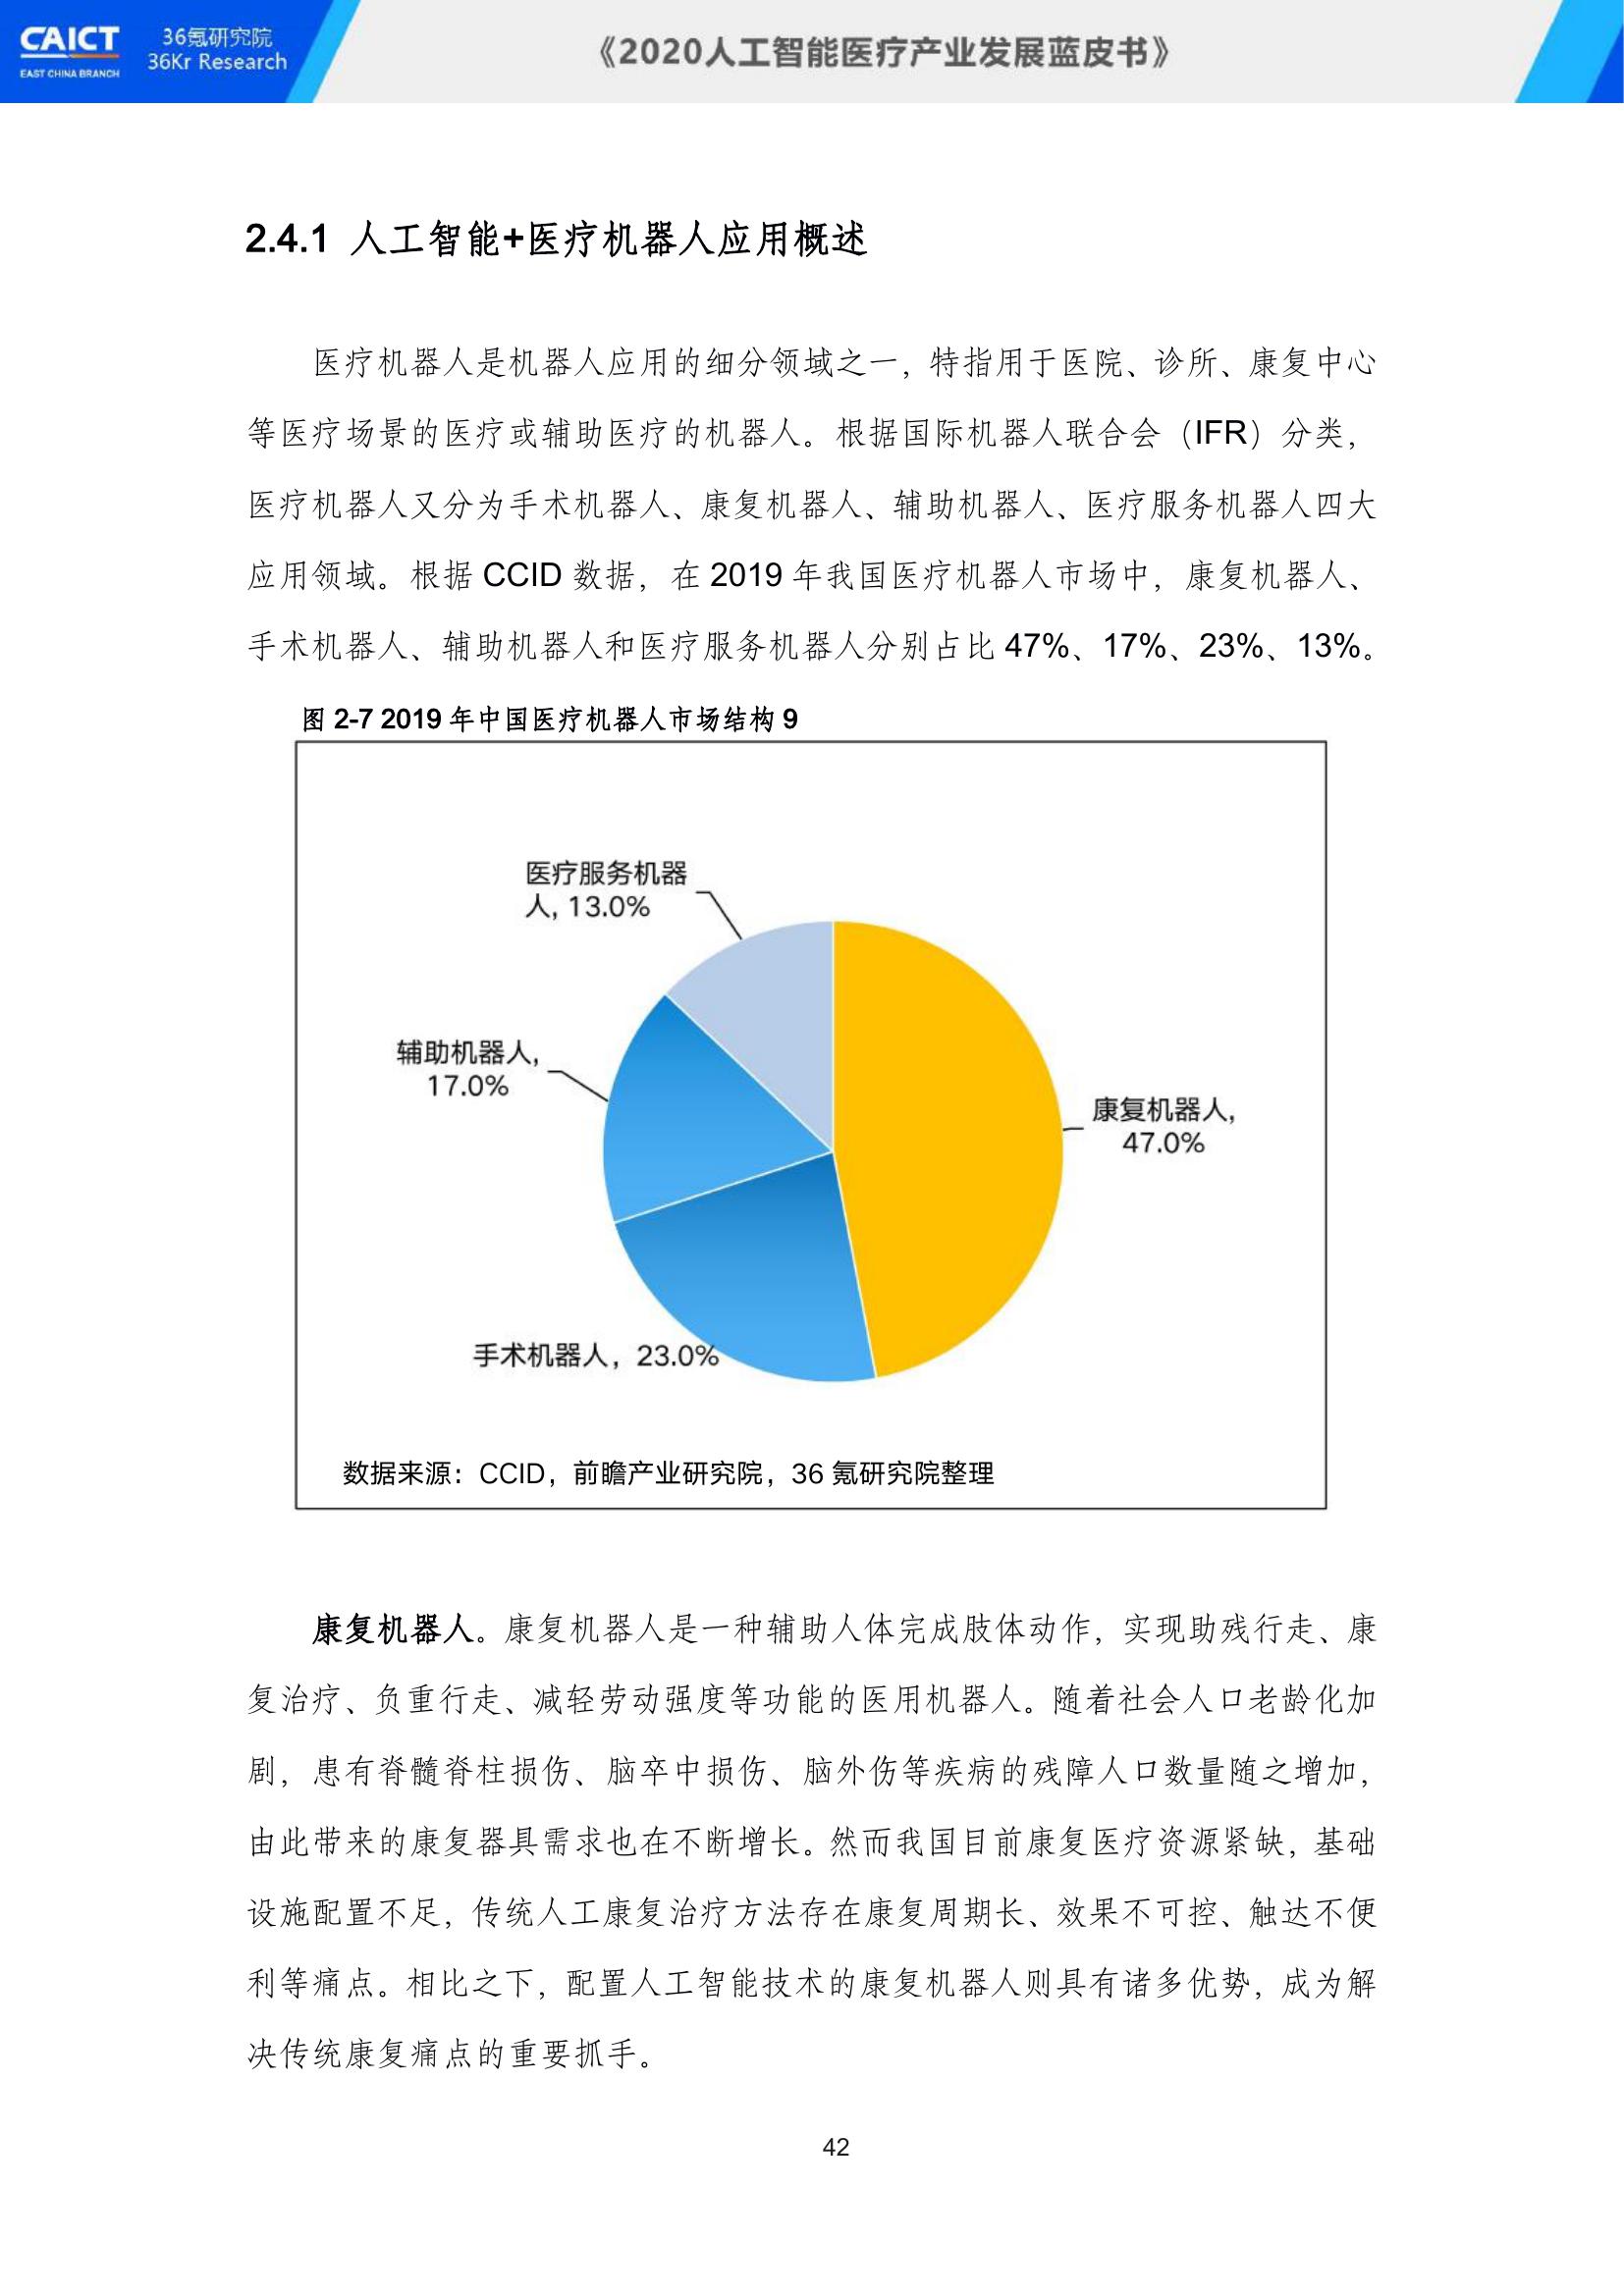 CAICT
EAST CHINA BRANCH
36氪研究院
36Kr Research
《2020人工智能医疗产业发展蓝皮书》
2.4.1 人工智能+医疗机器人应用概述
医疗机器人是机器人应用的细分领域之一，特指用于医院、诊所、康复中心
等医疗场景的医疗或辅助医疗的机器人。根据国际机器人联合会（IFR）分类，
医疗机器人又分为手术机器人、康复机器人、辅助机器人、医疗服务机器人四大
应用领域。根据 CCID 数据，在 2019 年我国医疗机器人市场中，康复机器人、
手术机器人、辅助机器人和医疗服务机器人分别占比 47%、17%、23%、13%。
图 2-7 2019 年中国医疗机器人市场结构 9
医疗服务机器
人, 13.0%
辅助机器人,
17.0%
康复机器人,
47.0%
手术机器人，23.0%
数据来源：CCID，前瞻产业研究院，36 氪研究院整理
康复机器人。康复机器人是一种辅助人体完成肢体动作，实现助残行走、康
复治疗、负重行走、减轻劳动强度等功能的医用机器人。随着社会人口老龄化加
剧，患有脊髓脊柱损伤、脑卒中损伤、脑外伤等疾病的残障人口数量随之增加，
由此带来的康复器具需求也在不断增长。然而我国目前康复医疗资源紧缺，基础
设施配置不足，传统人工康复治疗方法存在康复周期长、效果不可控、触达不便
利等痛点。相比之下，配置人工智能技术的康复机器人则具有诸多优势，成为解
决传统康复痛点的重要抓手。
42